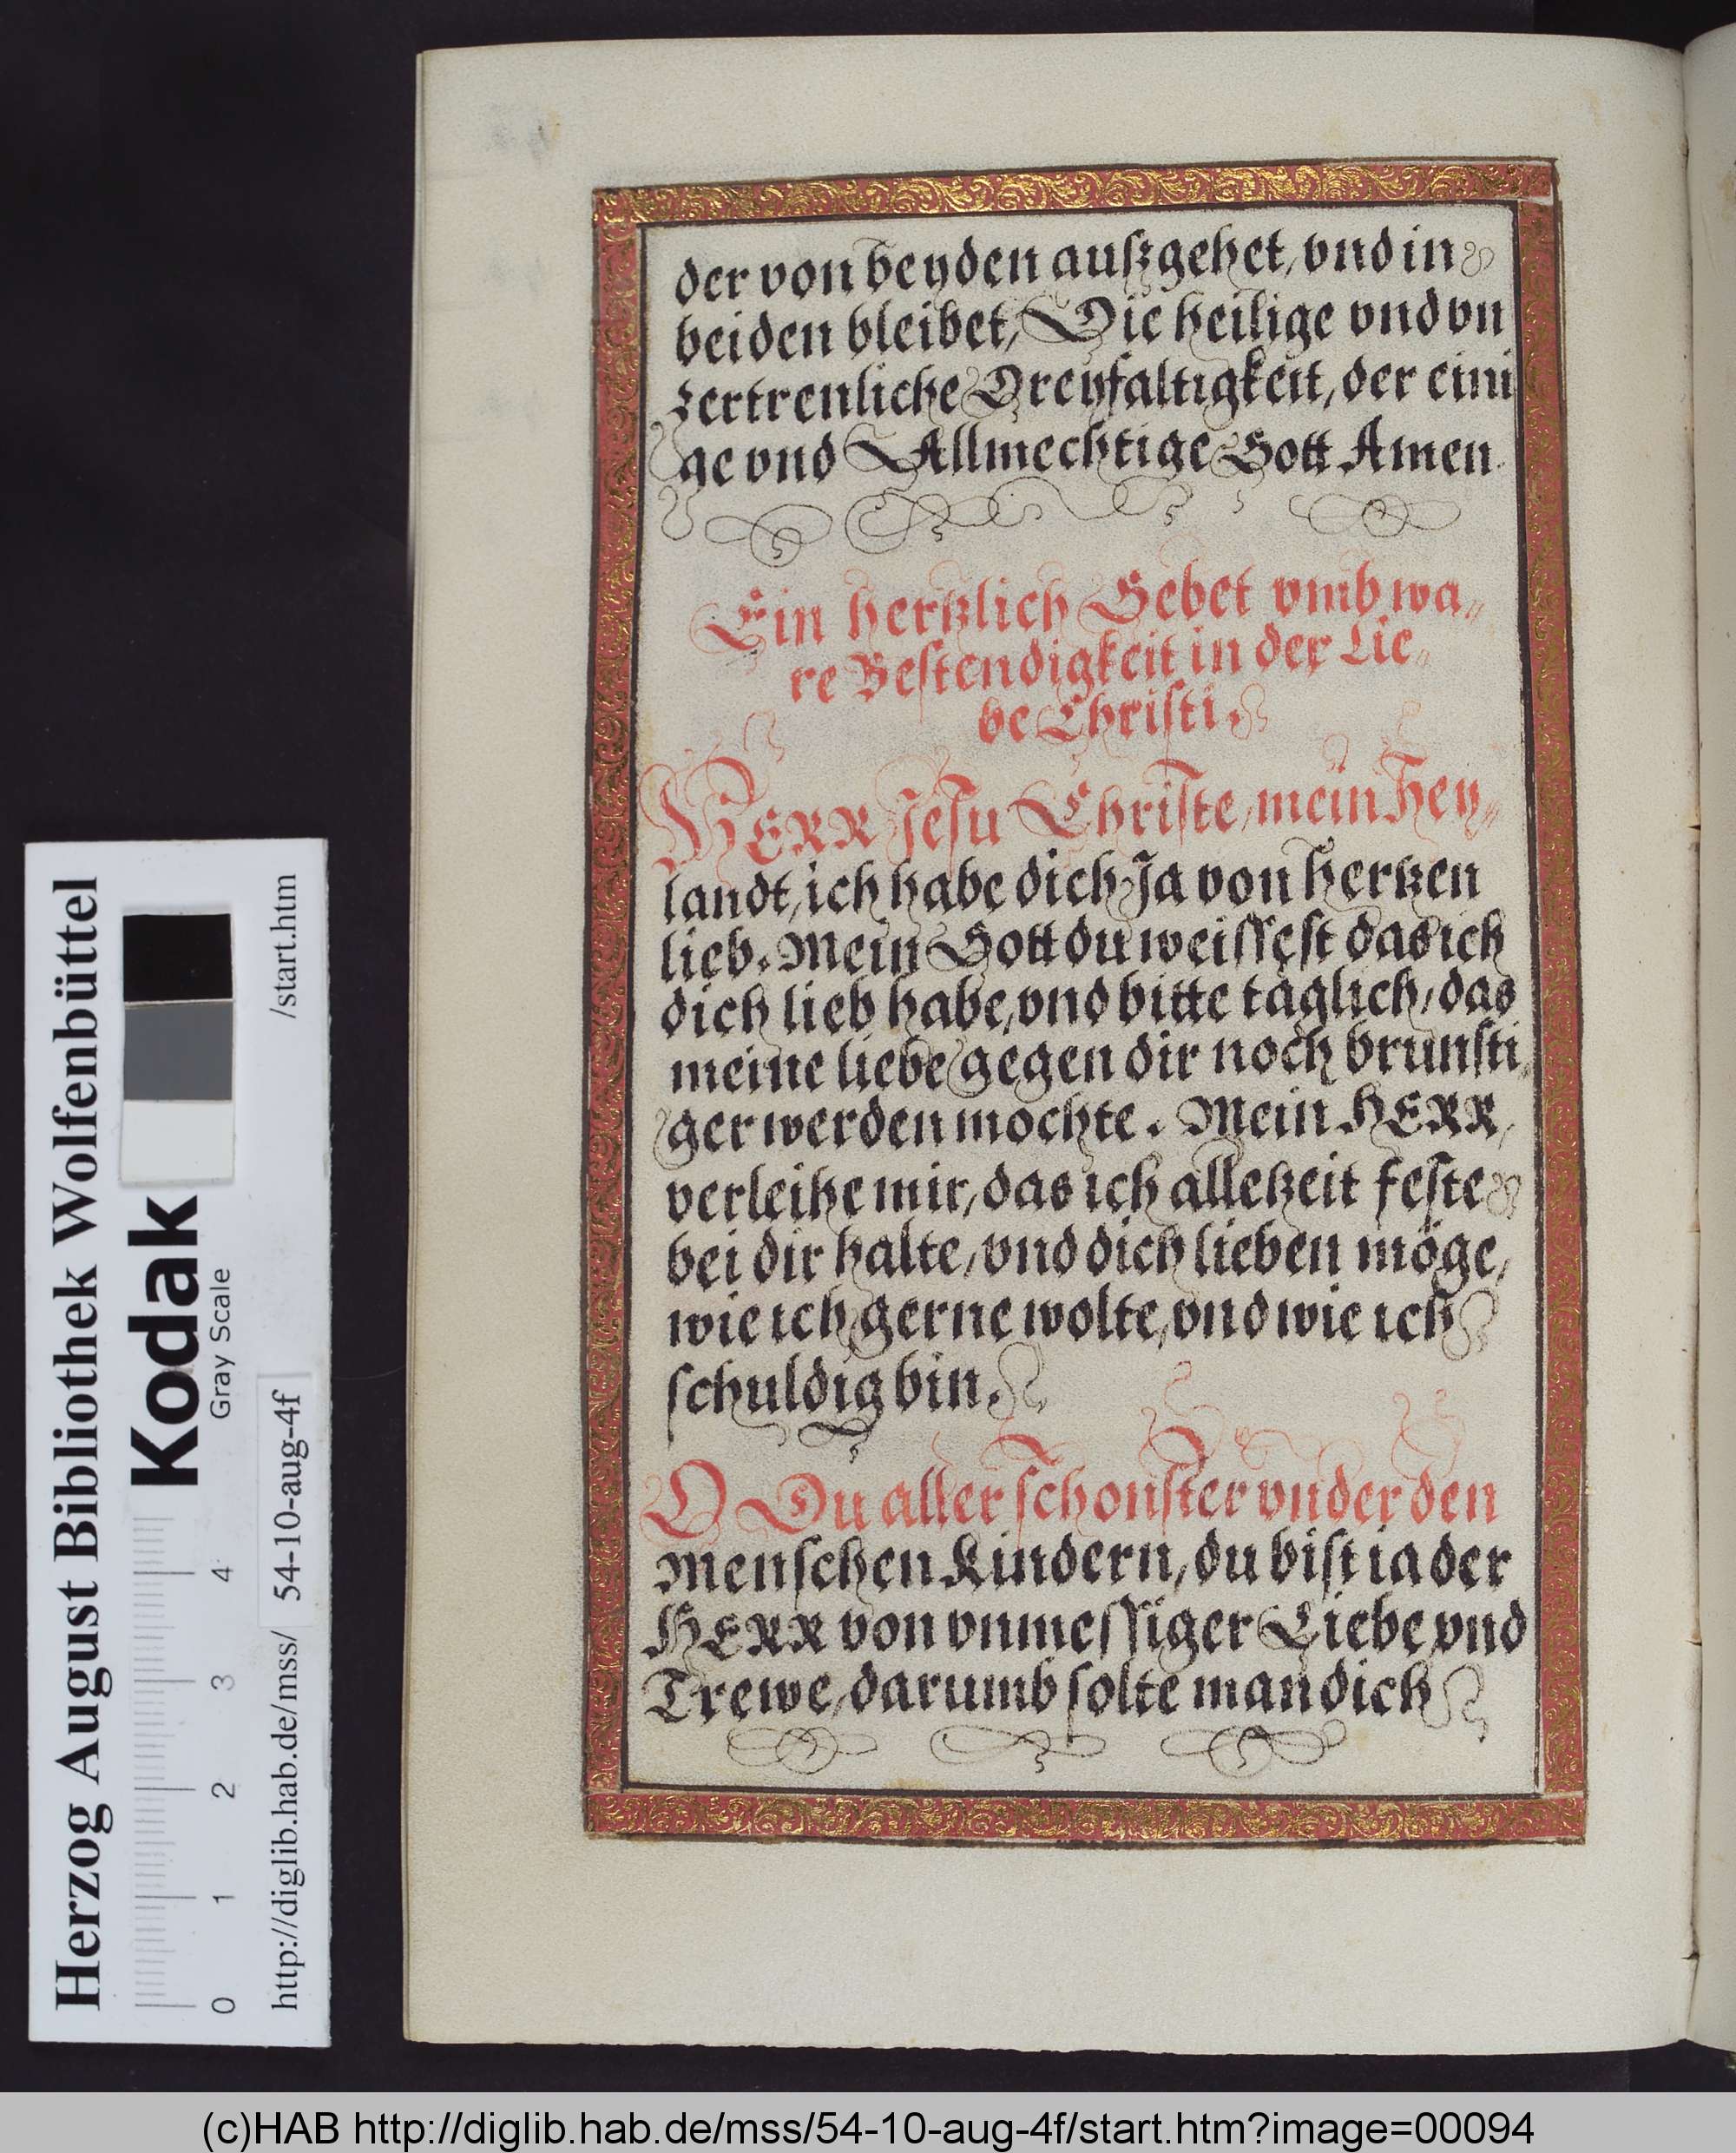 der von beyden außgehet, vnd in
beiden bleibet, Die heilige vnd vn
zertrenliche Dreyfaltigkeit, der eini
ge vnd Allmechtige Gott Amen.
Ein hertzlich Gebet vmb wa„
re Bestendigkeit in der Lie„
be Christi.
HERR Jesu Christe, mein Hey„
landt, ich habe dich Ja von hertzen
lieb. Mein Gott du weissest das ich
dich lieb habe, vnd bitte täglich, das
meine liebe gegen dir noch brunsti„
ger werden mochte. Mein HERR,
verleihe mir, das ich alletzeit feste
bei dir halte, vnd dich lieben möge,
wie ich gerne wolte, vnd wie ich
schuldig bin.
O Du aller schonster vnder den
Menschen Kindern, du bist ia der
HERR von vnmessiger Liebe vnd
Trewe, darumb solte man dich
Herzog August Bibliothek Wolfenbüttel
Kodak
Gray Scale
0 1 2 3 4
http://diglib.hab.de/mss/ 54-10-aug-4f /start.htm
(c)HAB http://diglib.hab.de/mss/54-10-aug-4f/start.htm?image=00094